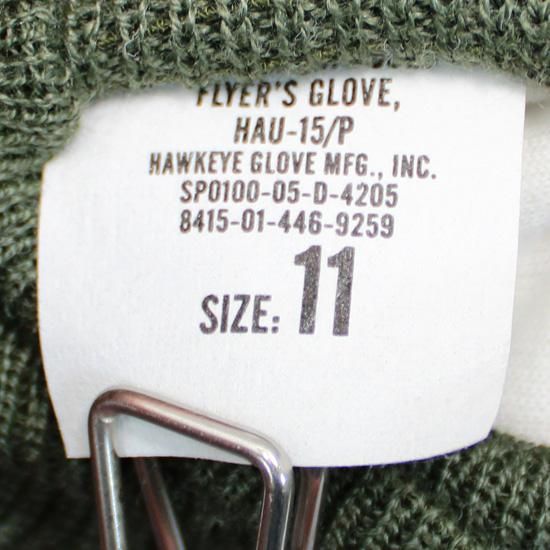 FLYER'S GLOVE,
HAU-15/P
HAWKEYE GLOVE MFG., INC.
SP0100-05-D-4205
8415-01-446-9259
SIZE: 11